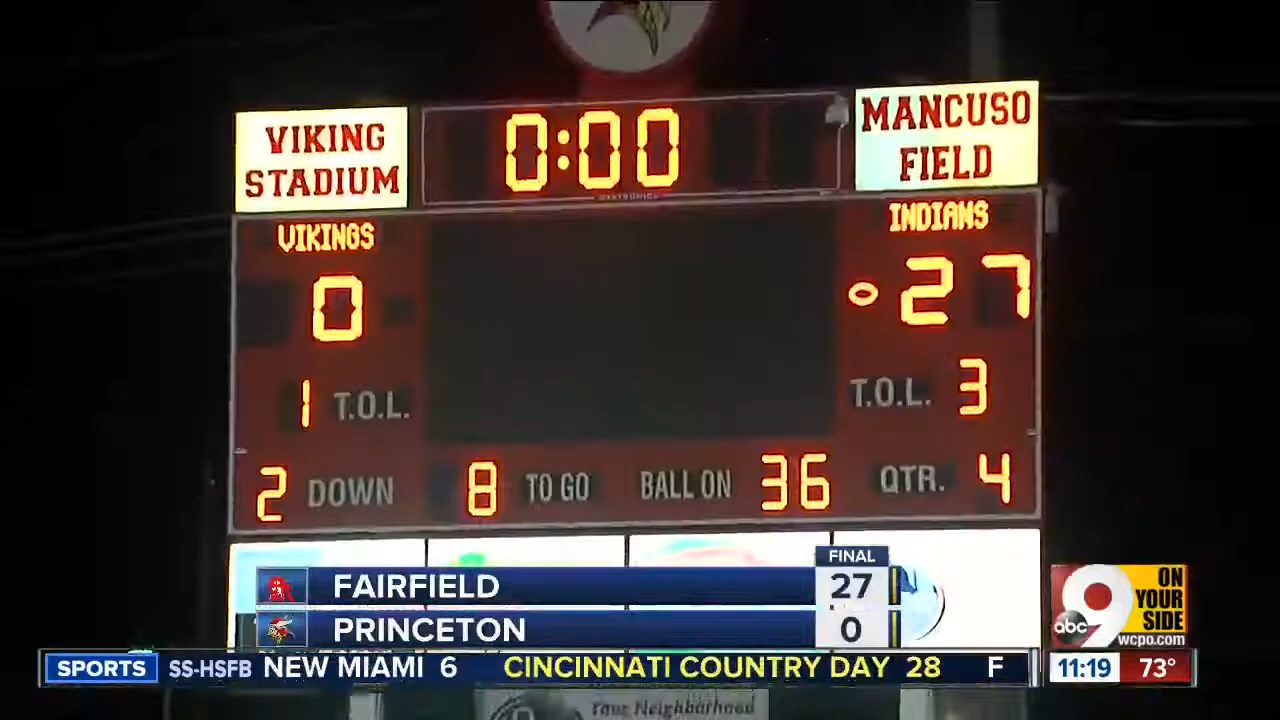 VIKING
STADIUM
0:00
DAKTRONICS
MANCUSO
FIELD
VIKINGS
INDIANS
0
27
1 T.O.L.
T.O.L. 3
2 DOWN
8 TO GO
BALL ON 36
QTR. 4
FINAL
FAIRFIELD 27
PRINCETON 0
abc 9 ON YOUR SIDE
wcpo.com
SPORTS SS-HSFB NEW MIAMI 6 CINCINNATI COUNTRY DAY 28 F 11:19 73°
Your Neighborhood